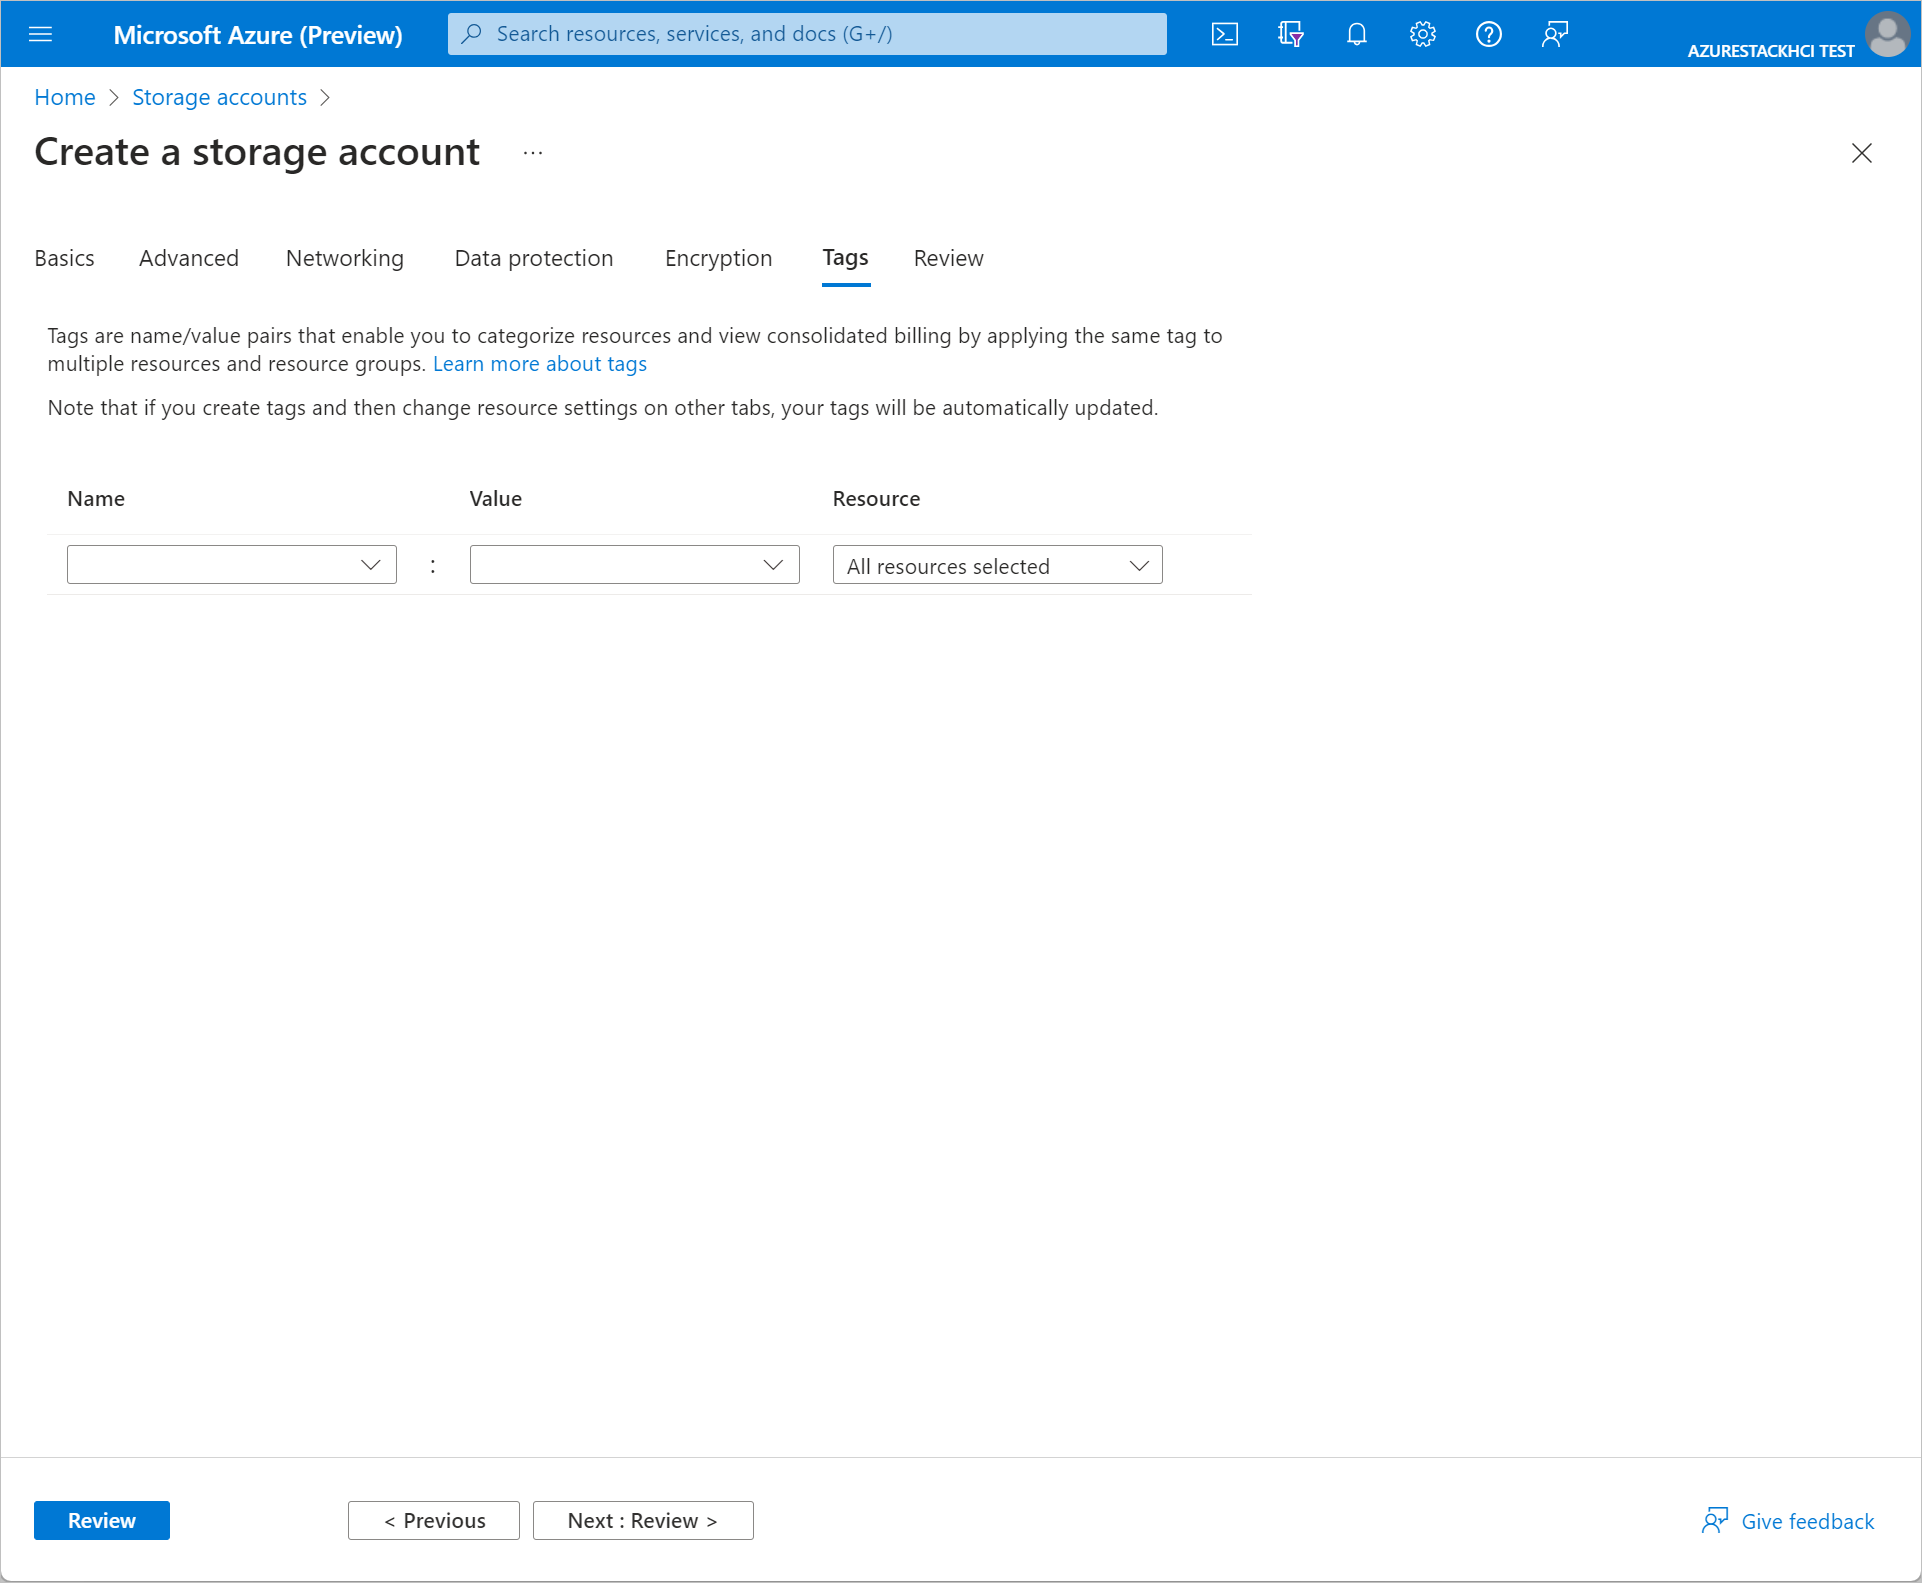 Microsoft Azure (Preview)
Search resources, services, and docs (G+/)
AZURESTACKHCI TEST
Home > Storage accounts >
Create a storage account ...
Basics Advanced Networking Data protection Encryption Tags Review
Tags are name/value pairs that enable you to categorize resources and view consolidated billing by applying the same tag to
multiple resources and resource groups. Learn more about tags
Note that if you create tags and then change resource settings on other tabs, your tags will be automatically updated.
Name Value Resource
: All resources selected
Review < Previous Next : Review > Give feedback